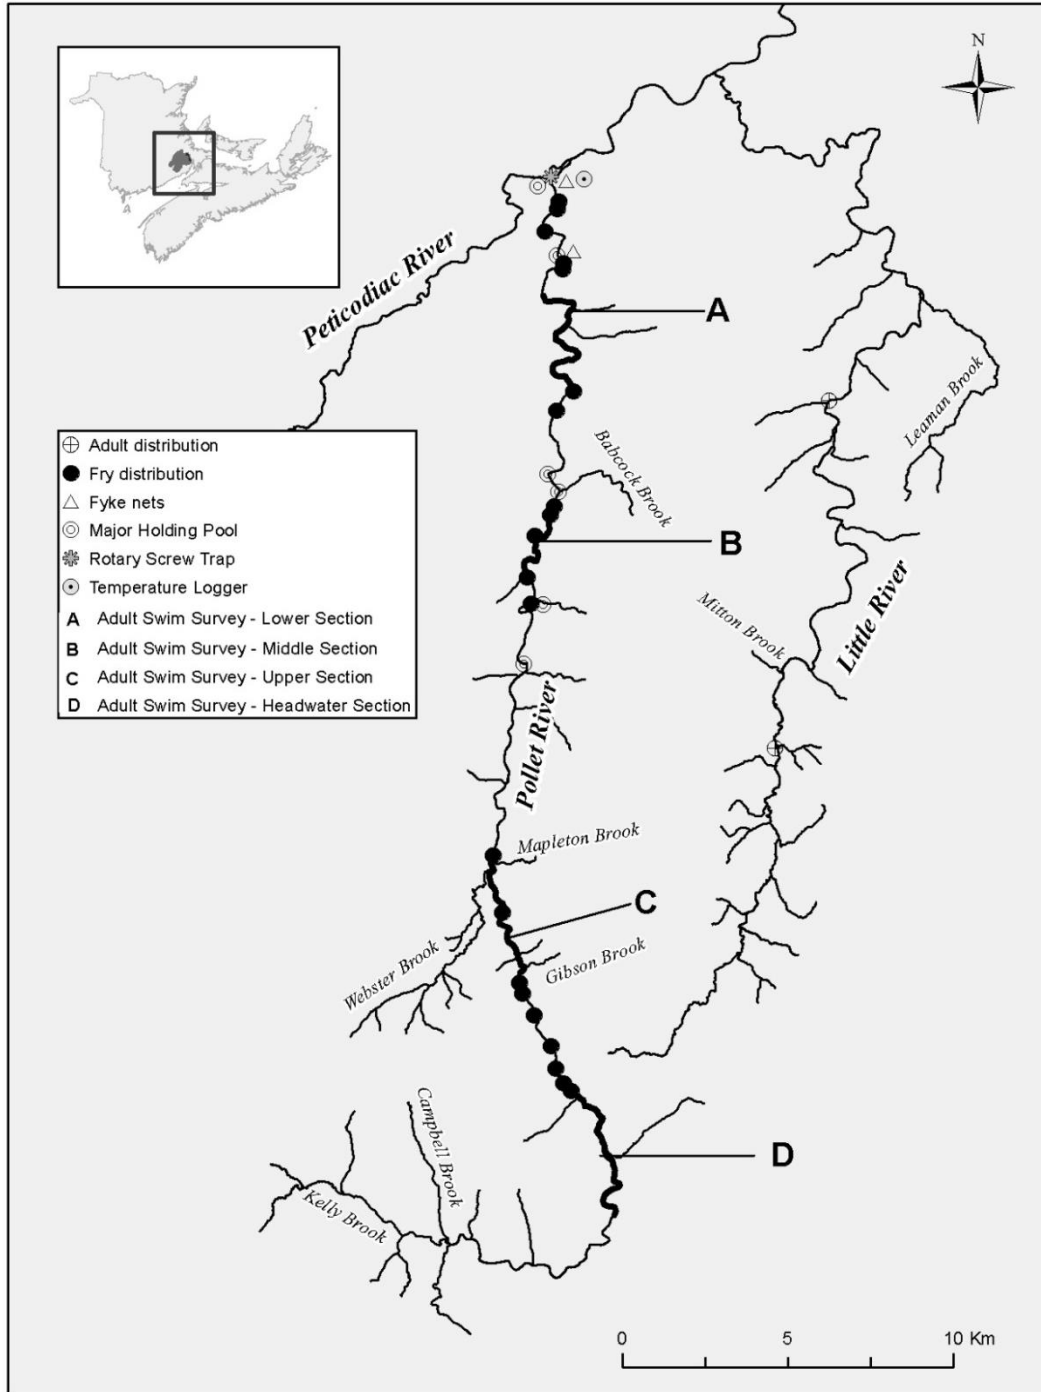 N
Peticodiac River
A
Leaman Brook
Adult distribution
Fry distribution
Fyke nets
Major Holding Pool
Rotary Screw Trap
Temperature Logger
A Adult Swim Survey - Lower Section
B Adult Swim Survey - Middle Section
C Adult Swim Survey - Upper Section
D Adult Swim Survey - Headwater Section
Babcock Brook
B
Mitton Brook
Little River
Pollet River
Mapleton Brook
C
Webster Brook
Gibson Brook
Campbell Brook
D
Kelly Brook
0 5 10 Km